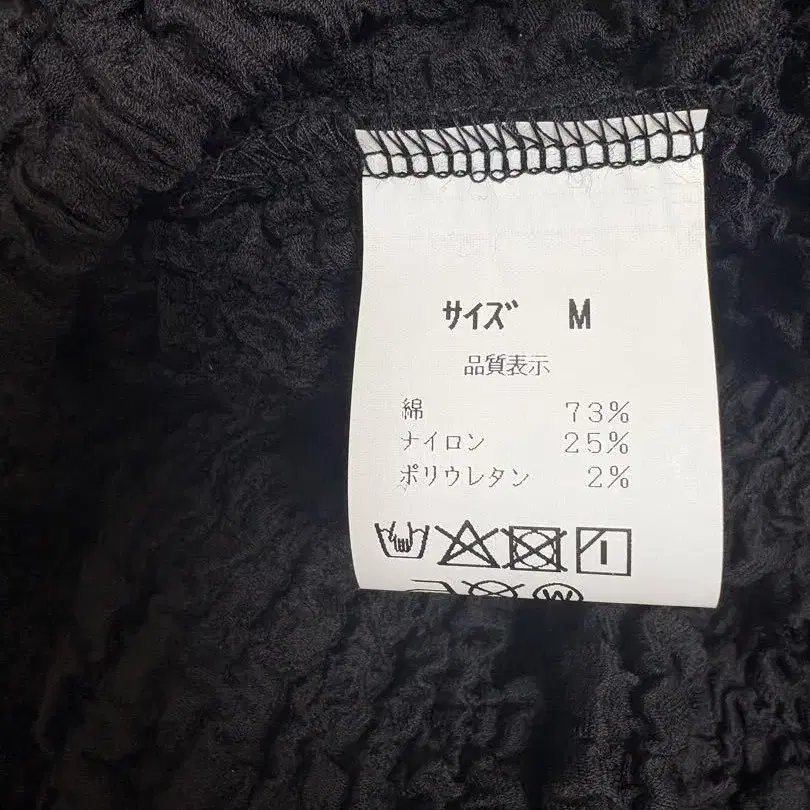 サイズ M
品質表示
綿 73%
ナイロン 25%
ポリウレタン 2%
W